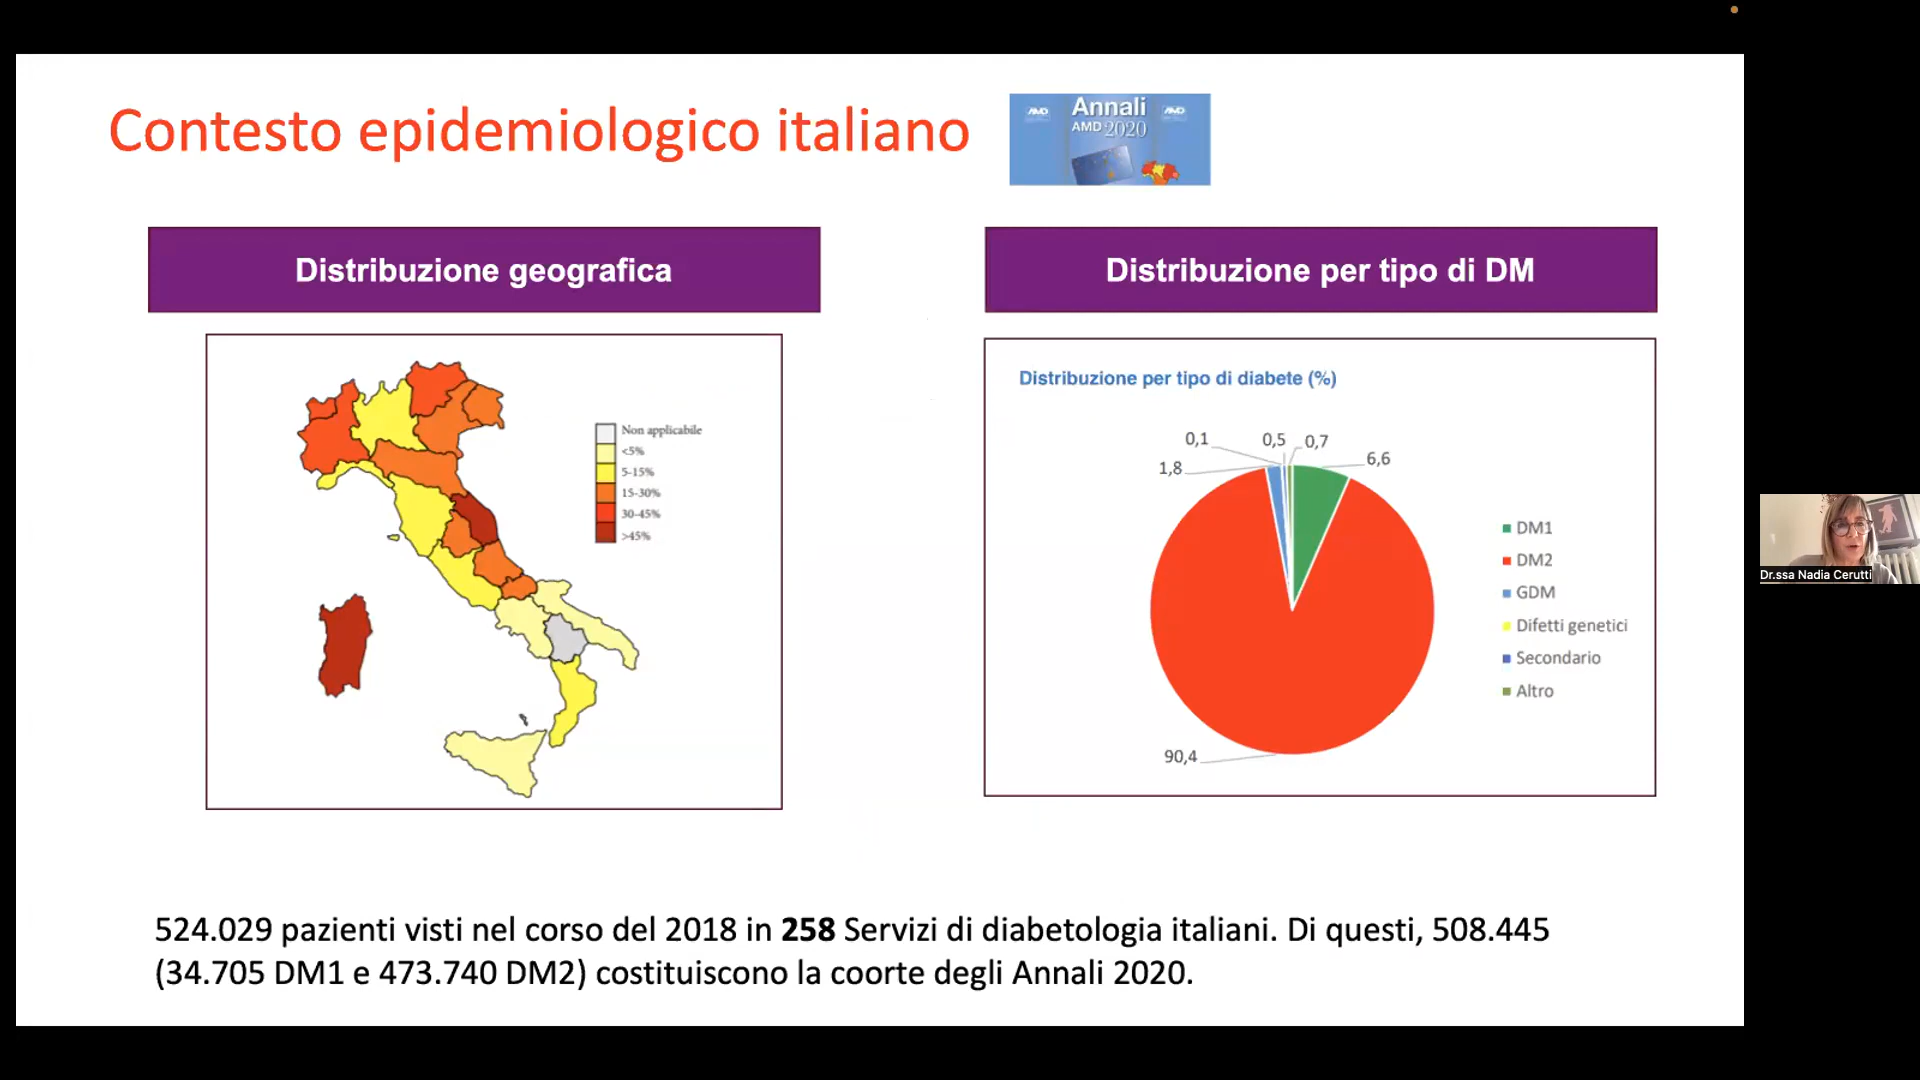 Contesto epidemiologico italiano
AMD
Annali
AMD 2020
AMD
Distribuzione geografica
Distribuzione per tipo di DM
Non applicabile
<5%
5-15%
15-30%
30-45%
>45%
Distribuzione per tipo di diabete (%)
0,1
0,5
0,7
1,8
6,6
90,4
DM1
DM2
GDM
Difetti genetici
Secondario
Altro
Dr.ssa Nadia Cerutti
524.029 pazienti visti nel corso del 2018 in 258 Servizi di diabetologia italiani. Di questi, 508.445
(34.705 DM1 e 473.740 DM2) costituiscono la coorte degli Annali 2020.